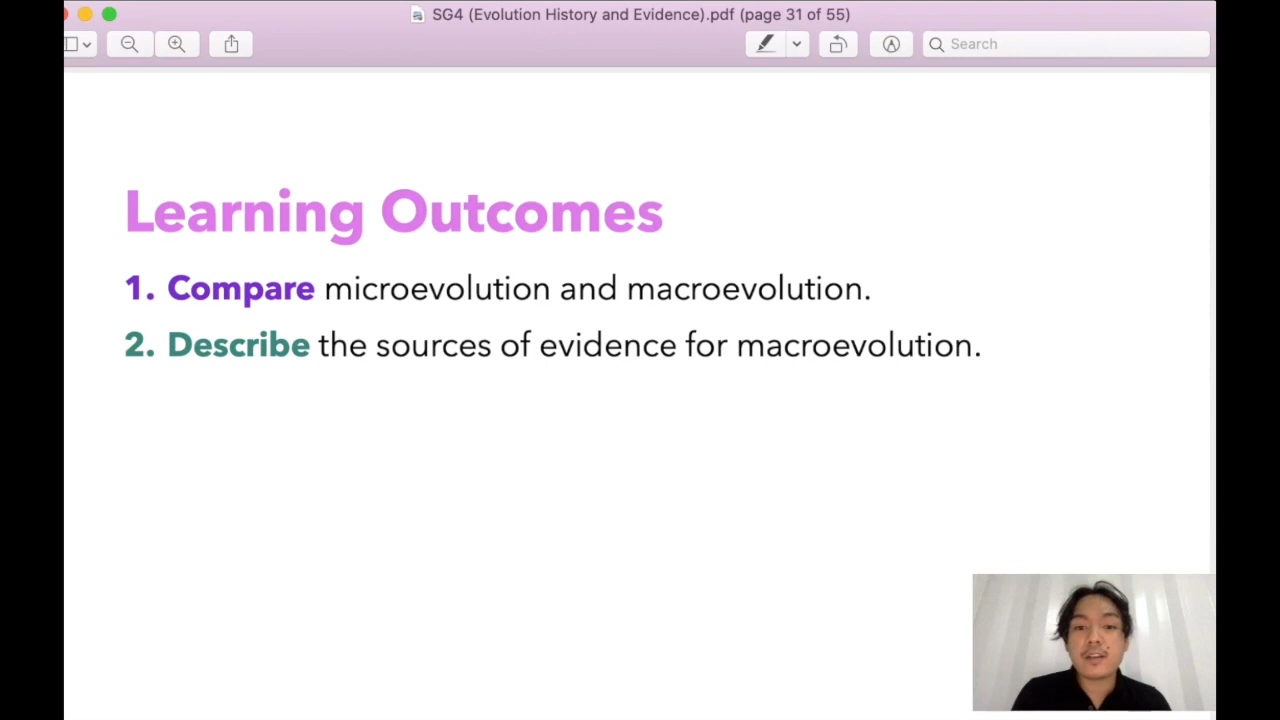 SG4 (Evolution History and Evidence).pdf (page 31 of 55)
Search
Learning Outcomes
1. Compare microevolution and macroevolution.
2. Describe the sources of evidence for macroevolution.